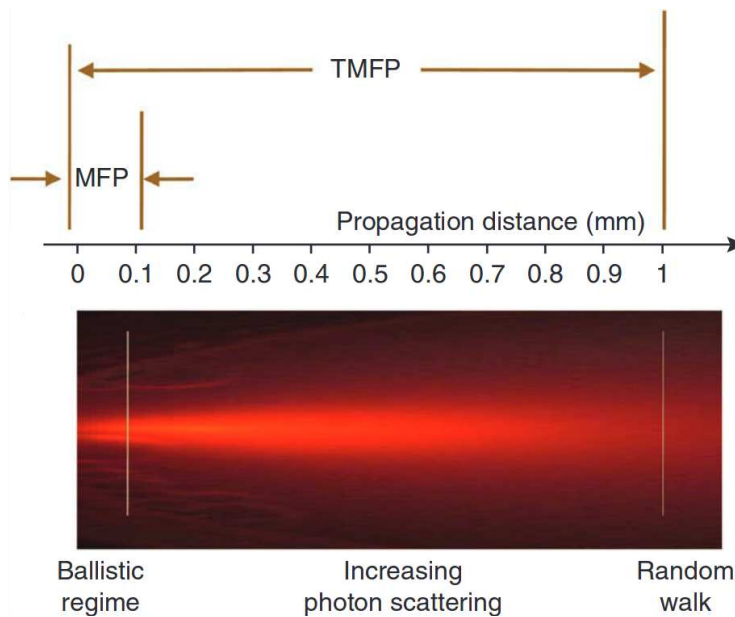 TMFP
MFP
Propagation distance (mm)
0 0.1 0.2 0.3 0.4 0.5 0.6 0.7 0.8 0.9 1
Ballistic
regime
Increasing
photon scattering
Random
walk